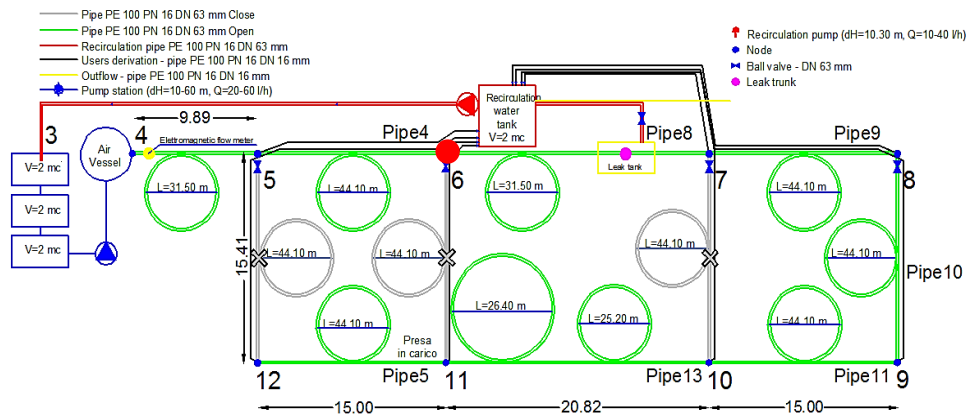 Pipe PE 100 PN 16 DN 63 mm Close
Pipe PE 100 PN 16 DN 63 mm Open
Recirculation pipe PE 100 PN 16 DN 63 mm
Users derivation - pipe PE 100 PN 16 DN 16 mm
Outflow - pipe PE 100 PN 16 DN 16 mm
Pump station (dH=10-60 m, Q=20-60 l/h)
Recirculation pump (dH=10.30 m, Q=10-40 l/h)
Node
Ball valve - DN 63 mm
Leak trunk
Recirculation
water
tank
V=2 mc
9.89
3
4
Elettromagnetic flow meter
Pipe4
Pipe8
Pipe9
Air
Vessel
V=2 mc
V=2 mc
V=2 mc
Leak tank
5
6
7
8
L=31.50 m
L=44.10 m
L=31.50 m
L=44.10 m
15.41
L=44.10 m
L=44.10 m
L=44.10 m
L=44.10 m
Pipe10
L=26.40 m
L=44.10 m
L=25.20 m
L=44.10 m
Presa
in carico
12
Pipe5
11
Pipe13
10
Pipe11
9
15.00
20.82
15.00